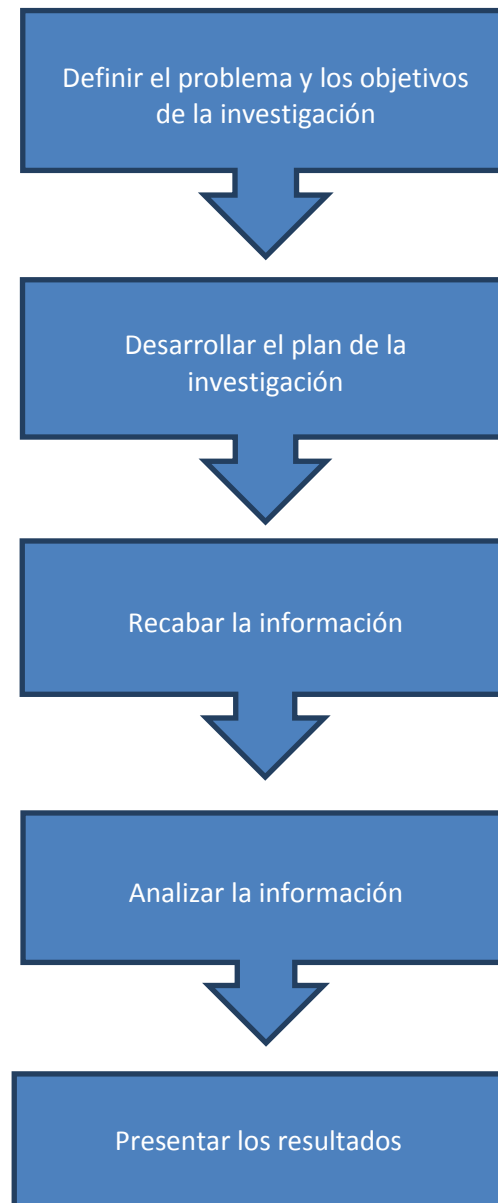 Definir el problema y los objetivos
de la investigación
Desarrollar el plan de la
investigación
Recabar la información
Analizar la información
Presentar los resultados